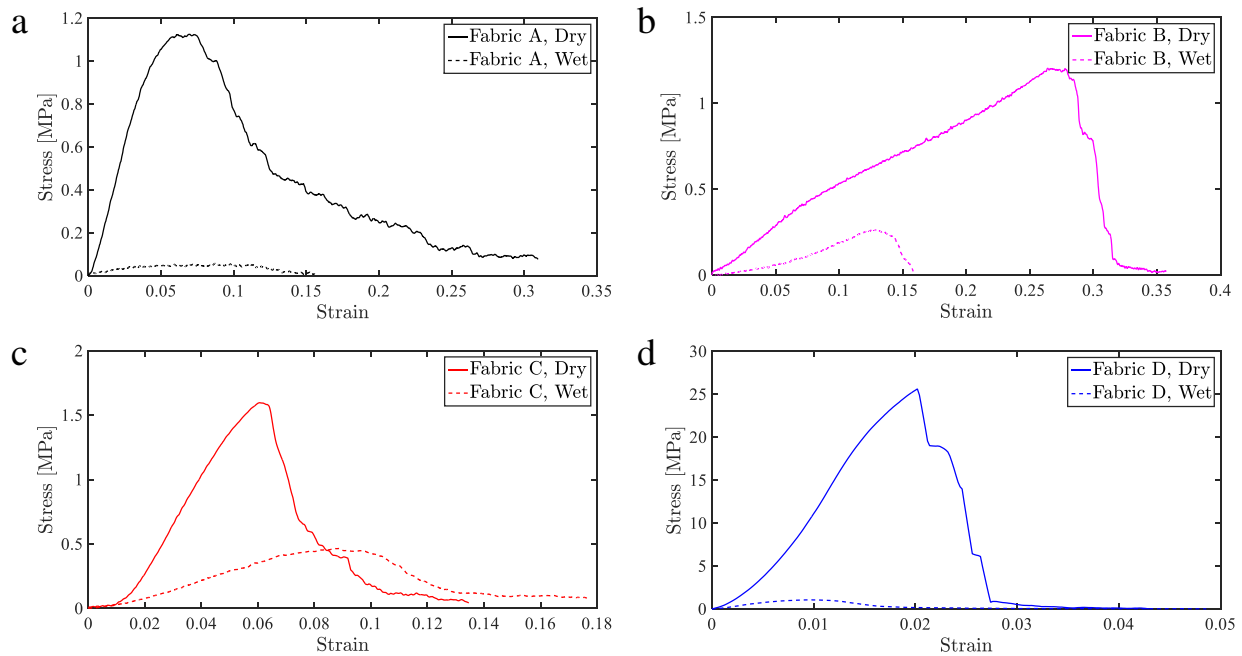 a
1.2
1
0.8
0.6
0.4
0.2
0
Stress [MPa]
Fabric A, Dry
Fabric A, Wet
0 0.05 0.1 0.15 0.2 0.25 0.3 0.35
Strain
b
1.5
1
0.5
0
Stress [MPa]
Fabric B, Dry
Fabric B, Wet
0 0.05 0.1 0.15 0.2 0.25 0.3 0.35 0.4
Strain
c
2
1.5
1
0.5
0
Stress [MPa]
Fabric C, Dry
Fabric C, Wet
0 0.02 0.04 0.06 0.08 0.1 0.12 0.14 0.16 0.18
Strain
d
30
25
20
15
10
5
0
Stress [MPa]
Fabric D, Dry
Fabric D, Wet
0 0.01 0.02 0.03 0.04 0.05
Strain